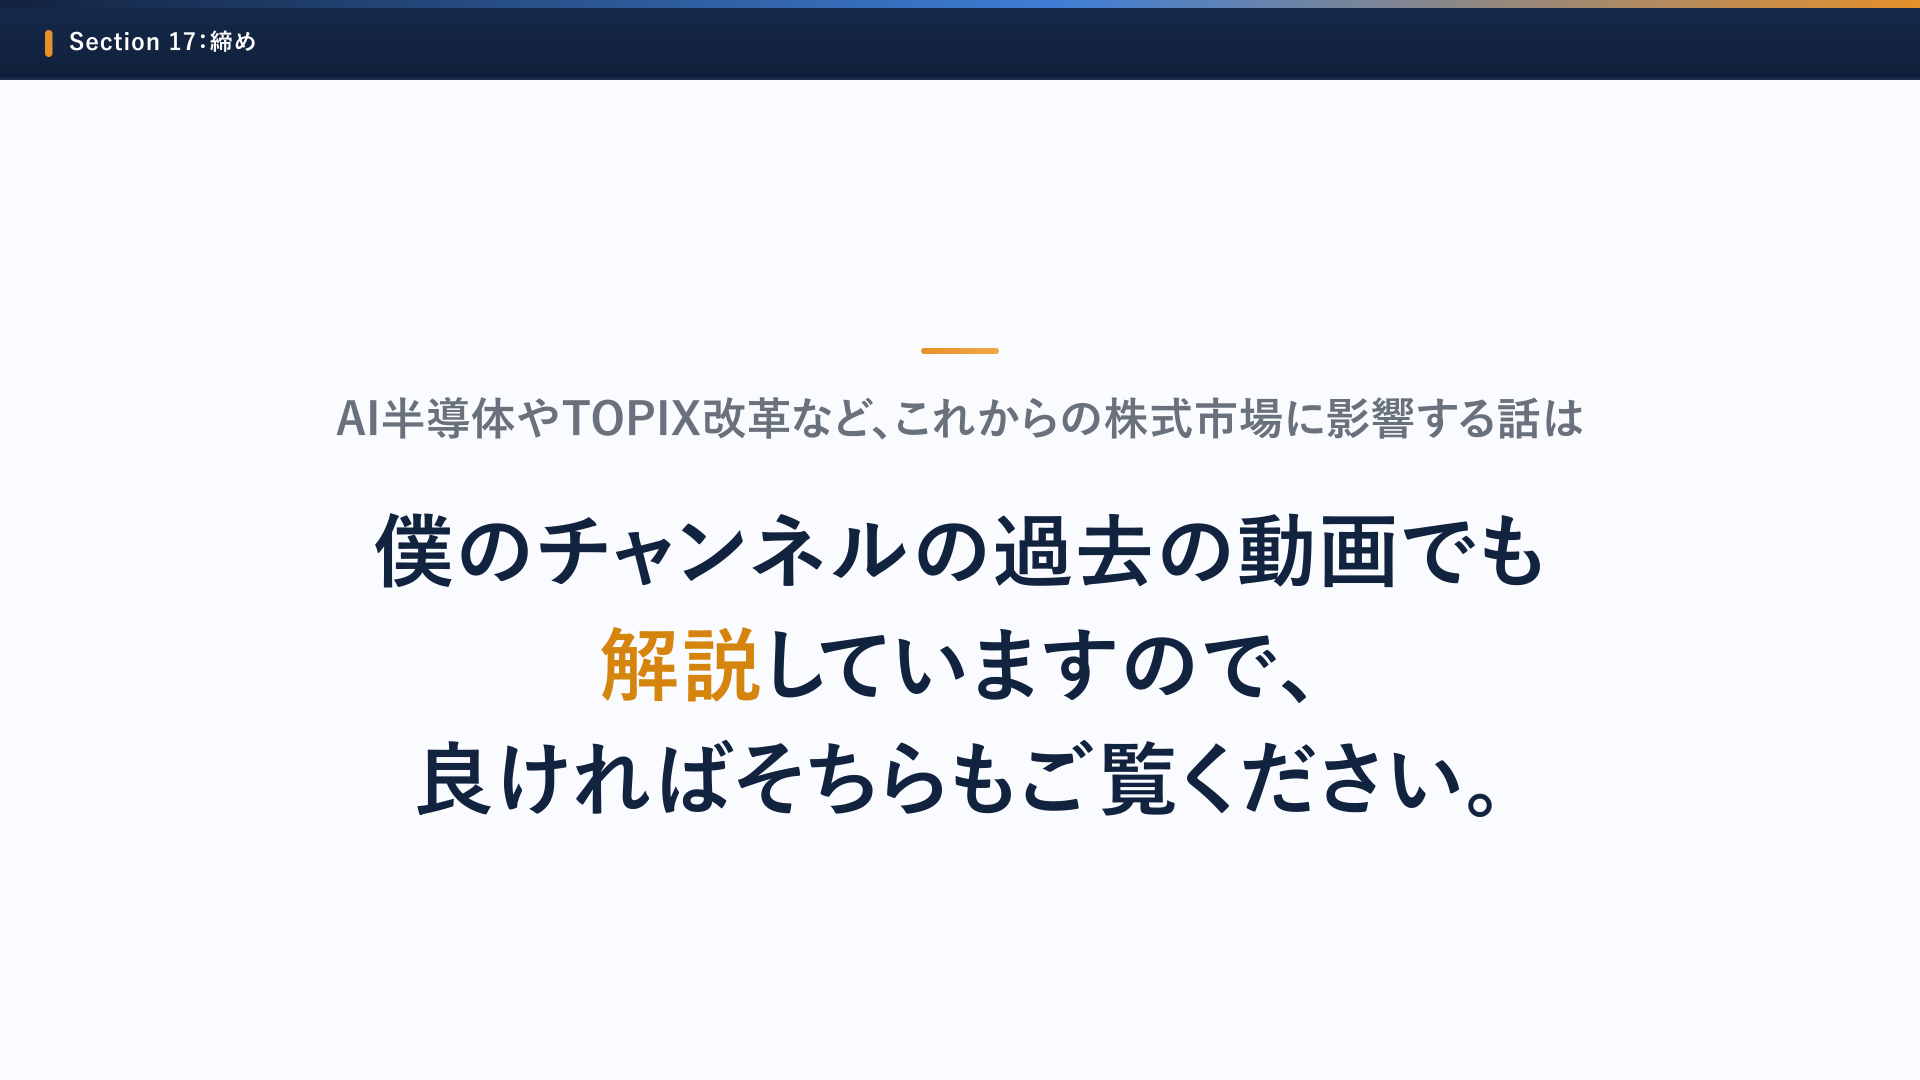 Section 17：締め
AI半導体やTOPIX改革など、これからの株式市場に影響する話は
僕のチャンネルの過去の動画でも
解説していますので、
良ければそちらもご覧ください。